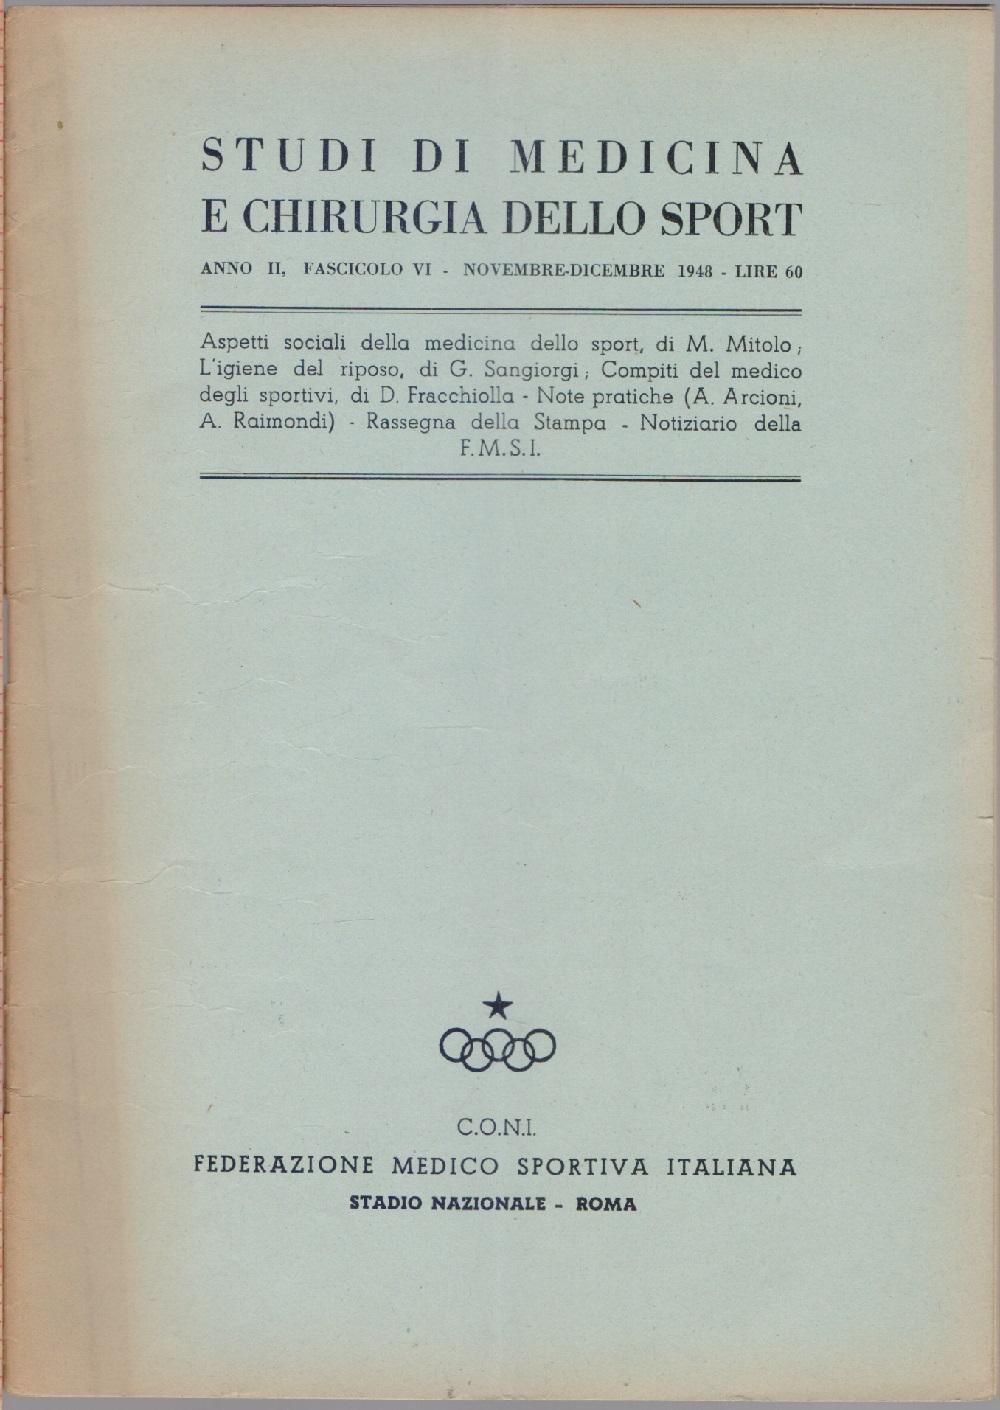 STUDI DI MEDICINA
E CHIRURGIA DELLO SPORT
ANNO II, FASCICOLO VI - NOVEMBRE-DICEMBRE 1948 - LIRE 60
Aspetti sociali della medicina dello sport, di M. Mitolo;
L'igiene del riposo, di G. Sangiorgi; Compiti del medico
degli sportivi, di D. Fracchiolla - Note pratiche (A. Arcioni,
A. Raimondi) - Rassegna della Stampa - Notiziario della
F.M.S.I.
C.O.N.I.
FEDERAZIONE MEDICO SPORTIVA ITALIANA
STADIO NAZIONALE - ROMA